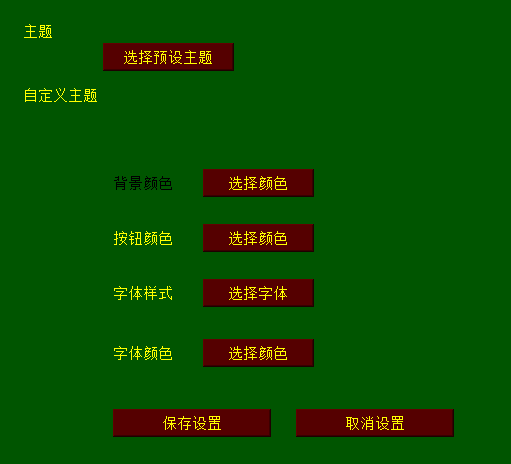 主题
选择预设主题
自定义主题
背景颜色 选择颜色
按钮颜色 选择颜色
字体样式 选择字体
字体颜色 选择颜色
保存设置 取消设置